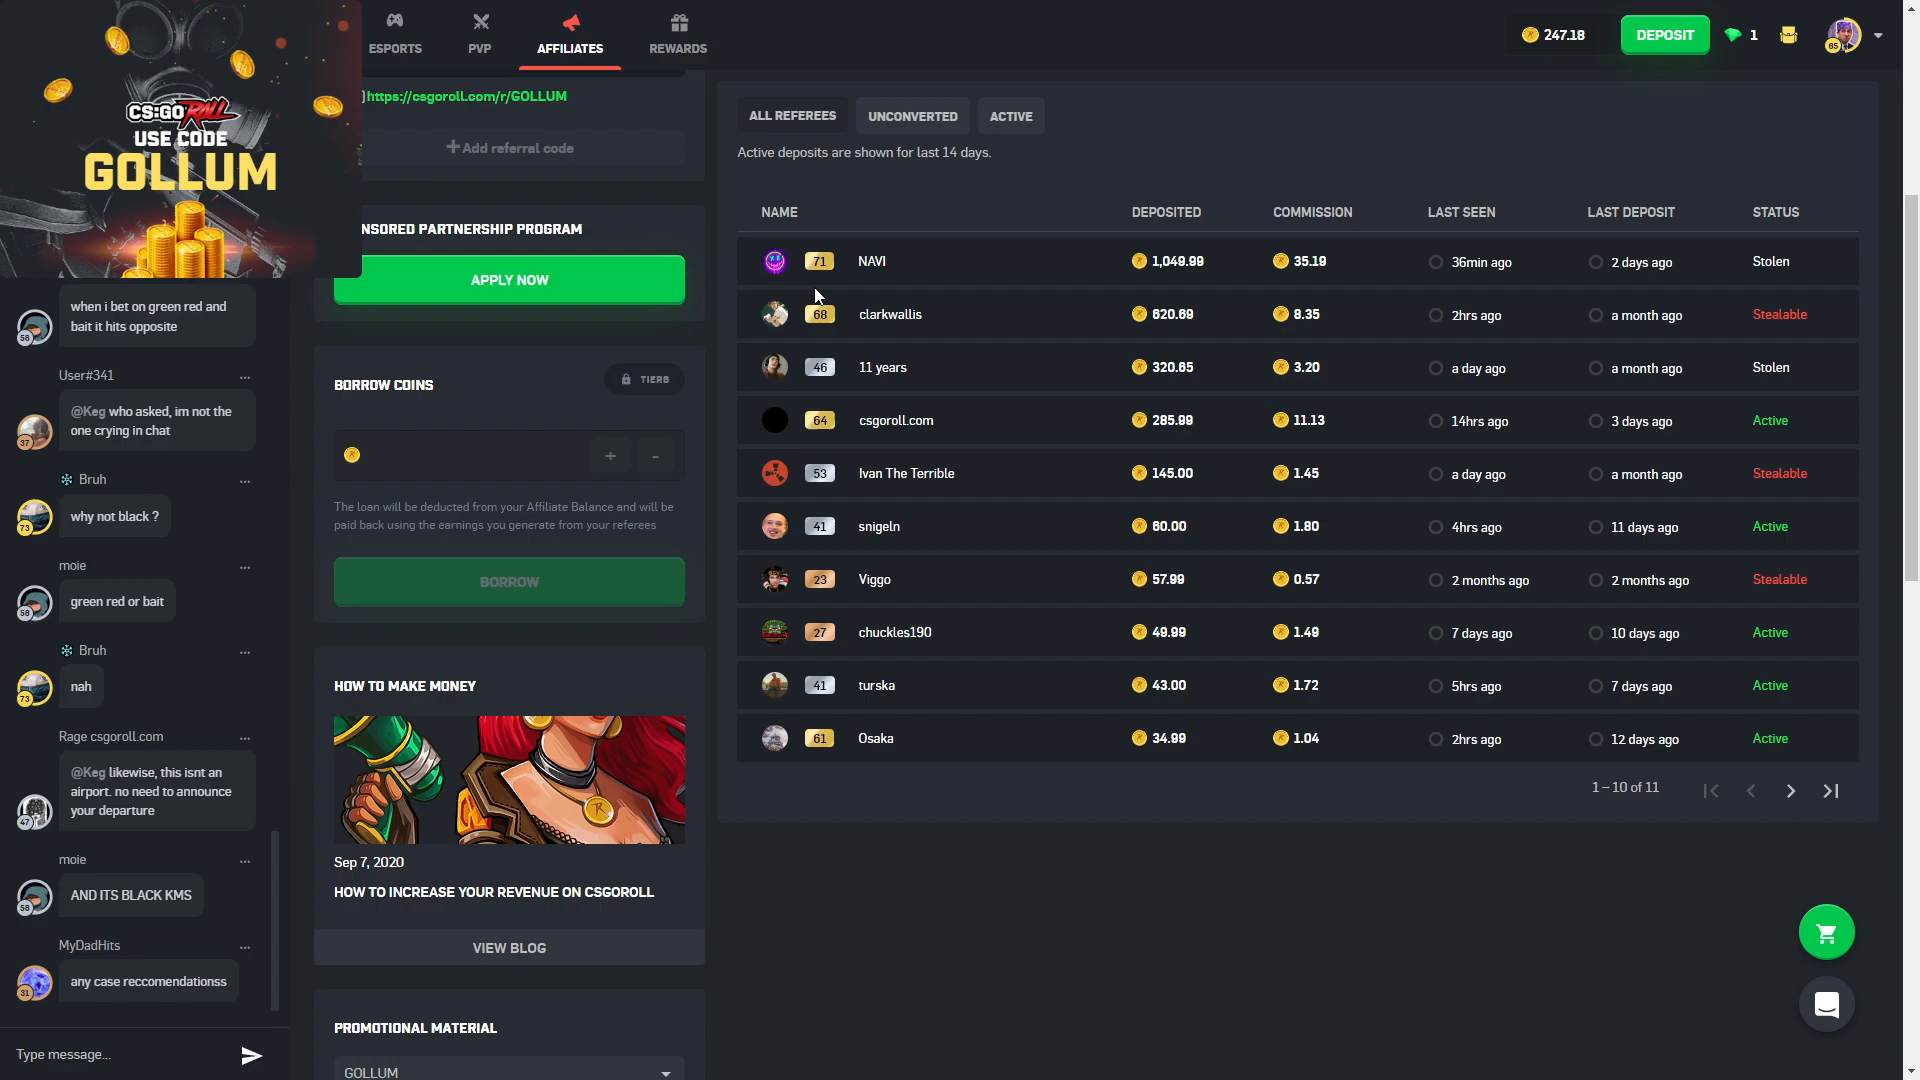 ESPORTS
PVP
AFFILIATES
REWARDS
247.18
DEPOSIT
1
65
CS:GO ROLL
USE CODE
GOLLUM
]https://csgoroll.com/r/GOLLUM
Add referral code
NSORED PARTNERSHIP PROGRAM
APPLY NOW
BORROW COINS
TIERS
+ -
The loan will be deducted from your Affiliate Balance and will be
paid back using the earnings you generate from your referees
BORROW
HOW TO MAKE MONEY
Sep 7, 2020
HOW TO INCREASE YOUR REVENUE ON CSGOROLL
VIEW BLOG
PROMOTIONAL MATERIAL
GOLLUM
when i bet on green red and
bait it hits opposite
58
User#341 ...
@Keg who asked, im not the
one crying in chat
37
Bruh ...
why not black ?
73
moie ...
green red or bait
58
Bruh ...
nah
73
Rage csgoroll.com ...
@Keg likewise, this isnt an
airport. no need to announce
your departure
47
moie ...
AND ITS BLACK KMS
58
MyDadHits ...
any case reccomendationss
31
Type message...
ALL REFEREES UNCONVERTED ACTIVE
Active deposits are shown for last 14 days.
NAME DEPOSITED COMMISSION LAST SEEN LAST DEPOSIT STATUS
71 NAVI 1,049.99 35.19 36min ago 2 days ago Stolen
68 clarkwallis 620.69 8.35 2hrs ago a month ago Stealable
46 11 years 320.65 3.20 a day ago a month ago Stolen
64 csgoroll.com 285.99 11.13 14hrs ago 3 days ago Active
53 Ivan The Terrible 145.00 1.45 a day ago a month ago Stealable
41 snigeln 60.00 1.80 4hrs ago 11 days ago Active
23 Viggo 57.99 0.57 2 months ago 2 months ago Stealable
27 chuckles190 49.99 1.49 7 days ago 10 days ago Active
41 turska 43.00 1.72 5hrs ago 7 days ago Active
61 Osaka 34.99 1.04 2hrs ago 12 days ago Active
1 – 10 of 11